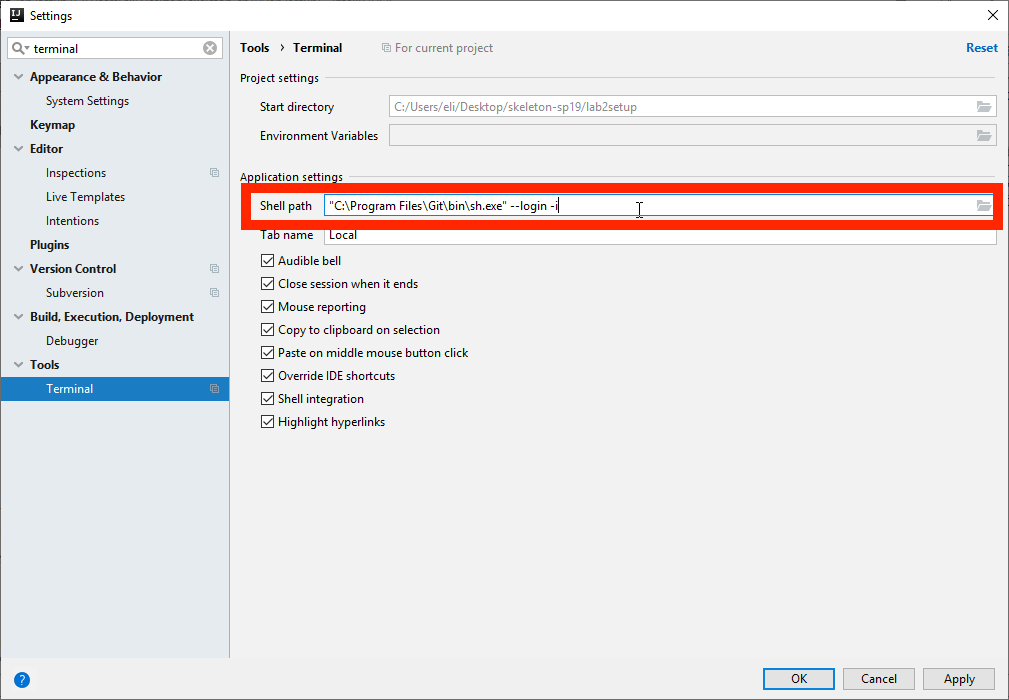 Settings
terminal
Appearance & Behavior
System Settings
Keymap
Editor
Inspections
Live Templates
Intentions
Plugins
Version Control
Subversion
Build, Execution, Deployment
Debugger
Tools
Terminal
Tools › Terminal For current project Reset
Project settings
Start directory C:/Users/eli/Desktop/skeleton-sp19/lab2setup
Environment Variables
Application settings
Shell path "C:\Program Files\Git\bin\sh.exe" --login -i
Tab name Local
Audible bell
Close session when it ends
Mouse reporting
Copy to clipboard on selection
Paste on middle mouse button click
Override IDE shortcuts
Shell integration
Highlight hyperlinks
? OK Cancel Apply